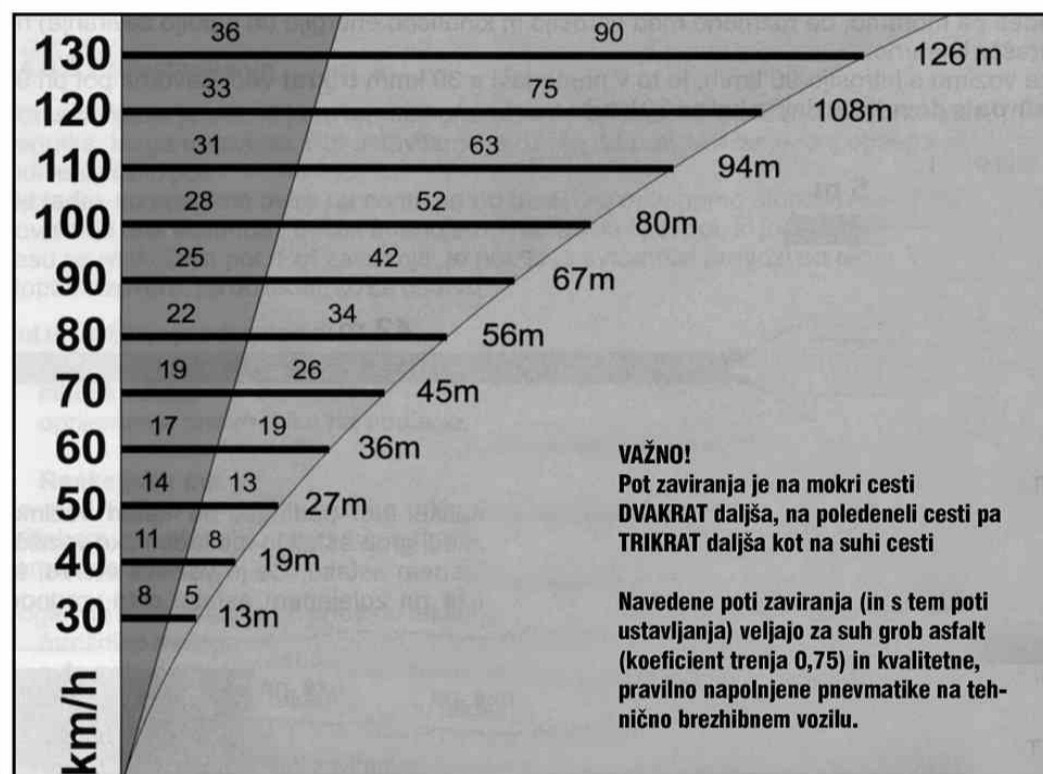 36 90
130 126 m
33 75
120 108m
31 63
110 94m
28 52
100 80m
25 42
90 67m
22 34
80 56m
19 26
70 45m
17 19
60 36m
14 13
50 27m
11 8
40 19m
8 5
30 13m
km/h
VAŽNO!
Pot zaviranja je na mokri cesti
DVAKRAT daljša, na poledeneli cesti pa
TRIKRAT daljša kot na suhi cesti
Navedene poti zaviranja (in s tem poti
ustavljanja) veljajo za suh grob asfalt
(koeficient trenja 0,75) in kvalitetne,
pravilno napolnjene pnevmatike na teh-
nično brezhibnem vozilu.